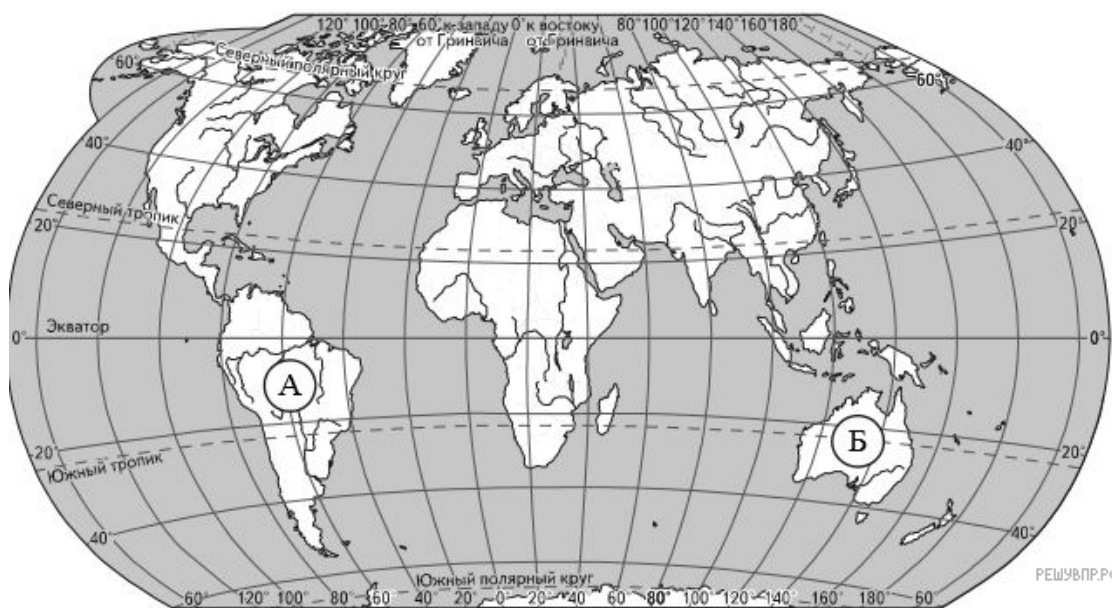 120° 100° 80° 60° к западу 0° к востоку 80° 100° 120° 140° 160° 180°
от Гринвича от Гринвича
Северный полярный круг
60° 60°
40° 40°
Северный тропик
20° 20°
Экватор
0° 0°
А
Б
20° 20°
Южный тропик
40° 40°
Южный полярный круг
60° 120° 100° 80° 60° 40° 20° 0° 20° 40° 60° 80° 100° 120° 140° 160° 180° 60°
РЕШУВПР.РФ